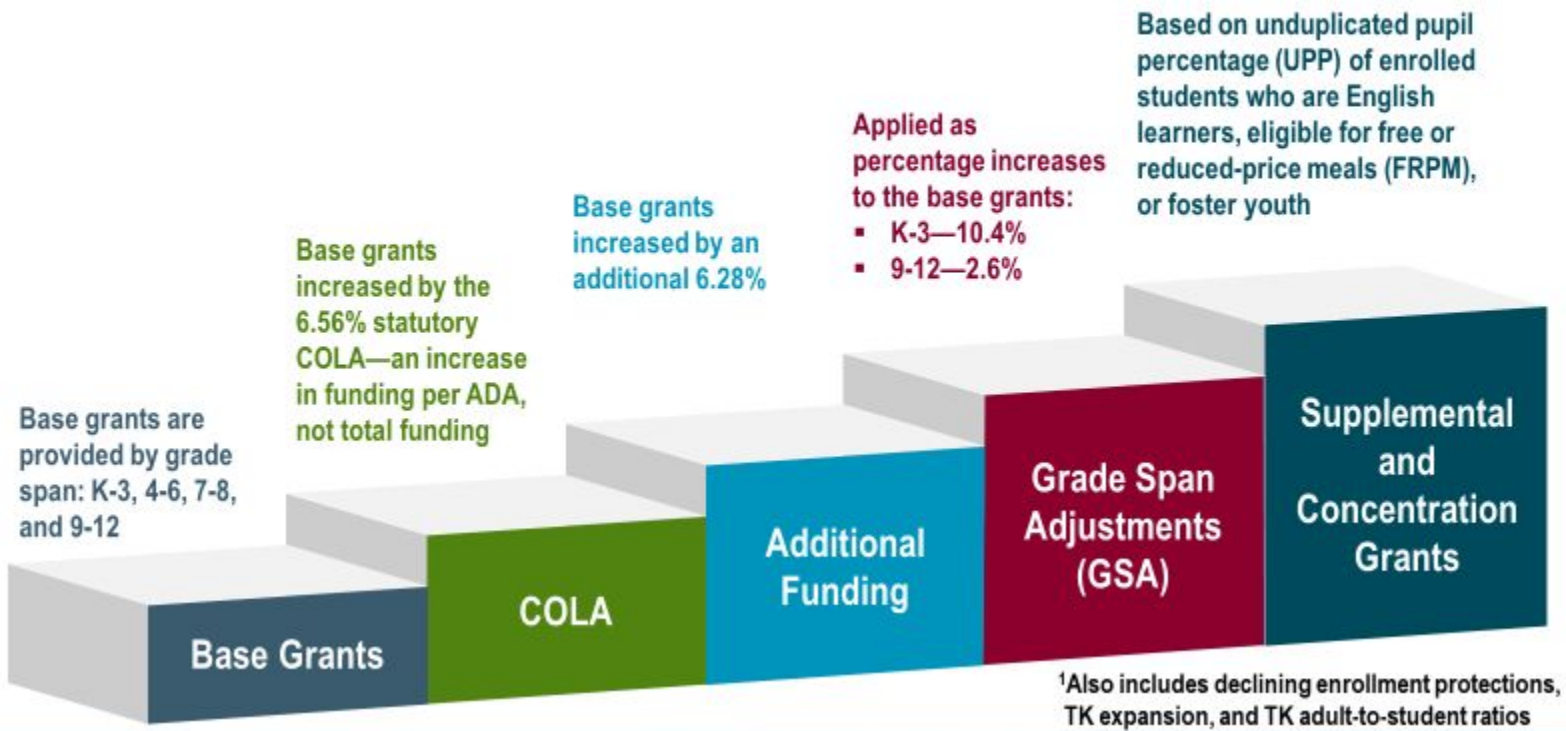 Base grants are
provided by grade
span: K-3, 4-6, 7-8,
and 9-12
Base Grants
Base grants
increased by the
6.56% statutory
COLA—an increase
in funding per ADA,
not total funding
COLA
Base grants
increased by an
additional 6.28%
Additional
Funding
Applied as
percentage increases
to the base grants:
▪ K-3—10.4%
▪ 9-12—2.6%
Grade Span
Adjustments
(GSA)
Based on unduplicated pupil
percentage (UPP) of enrolled
students who are English
learners, eligible for free or
reduced-price meals (FRPM),
or foster youth
Supplemental
and
Concentration
Grants
¹Also includes declining enrollment protections,
TK expansion, and TK adult-to-student ratios